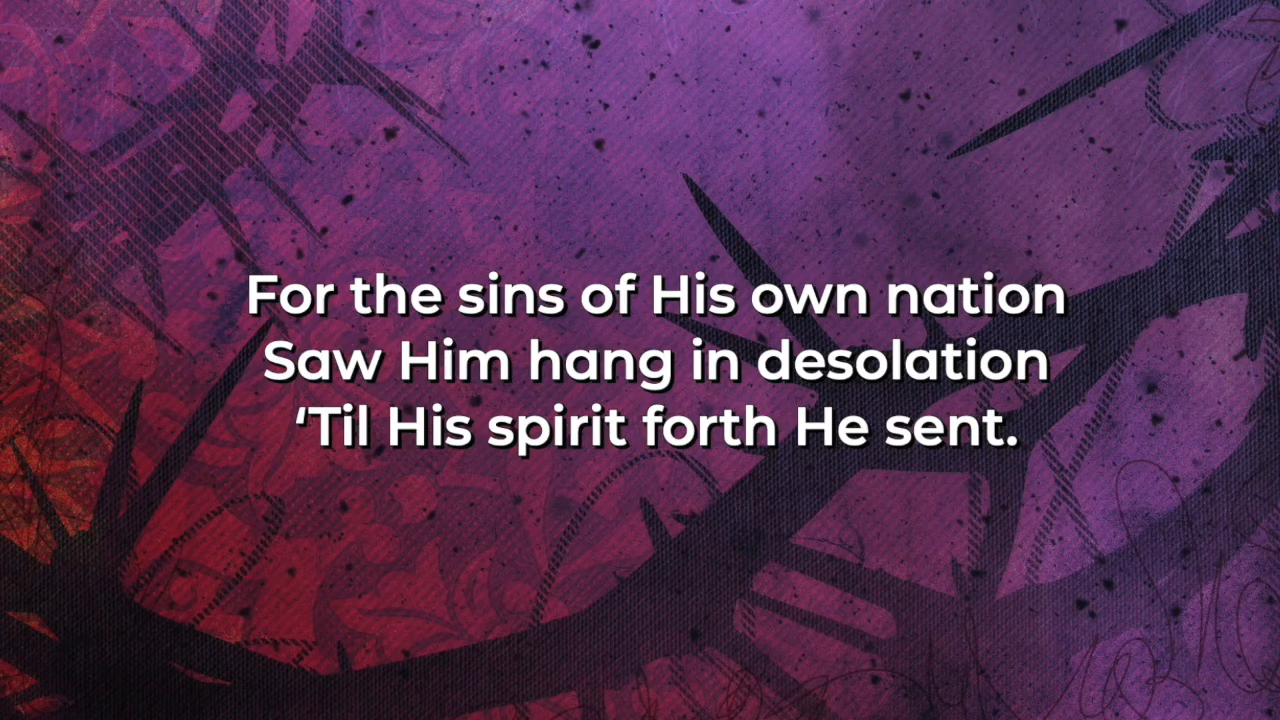 For the sins of His own nation
Saw Him hang in desolation
‘Til His spirit forth He sent.